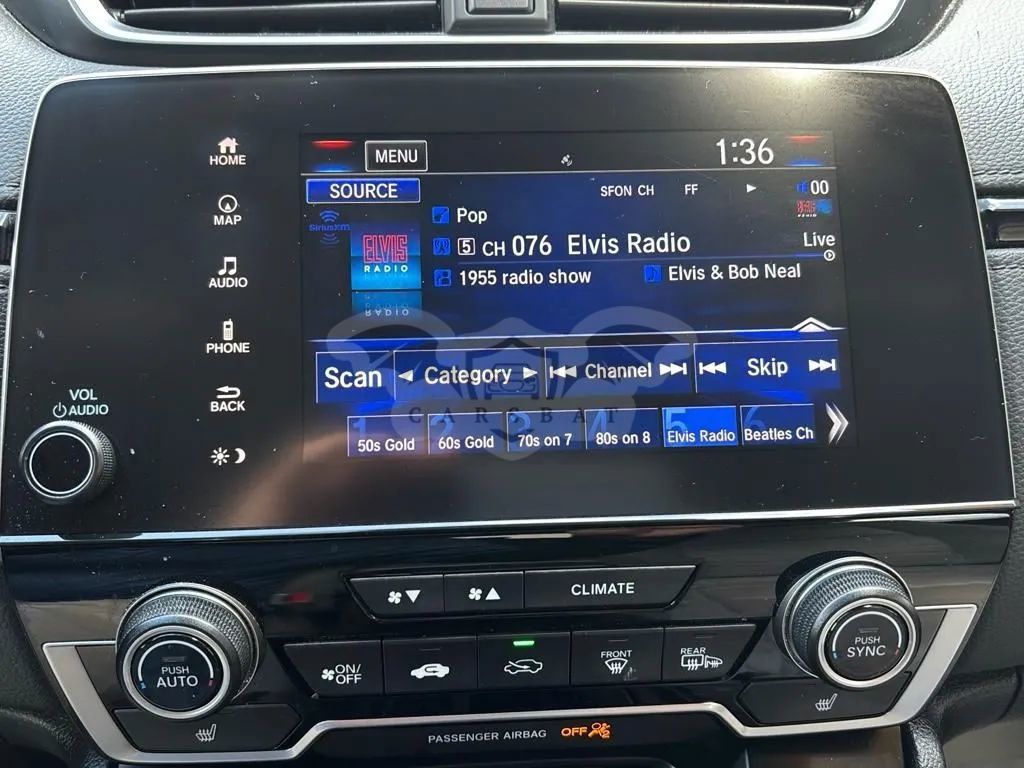 HOME
MAP
AUDIO
PHONE
BACK
VOL
AUDIO
MENU
1:36
SOURCE
SFON CH FF 00
SiriusXM
Pop
ELVIS
RADIO
5 CH 076 Elvis Radio
Live
1955 radio show Elvis & Bob Neal
Scan Category Channel Skip
CARSBAT
1 50s Gold
2 60s Gold
3 70s on 7
4 80s on 8
5 Elvis Radio
6 Beatles Ch
CLIMATE
PUSH
AUTO
ON/
OFF
FRONT
REAR
PUSH
SYNC
PASSENGER AIRBAG OFF